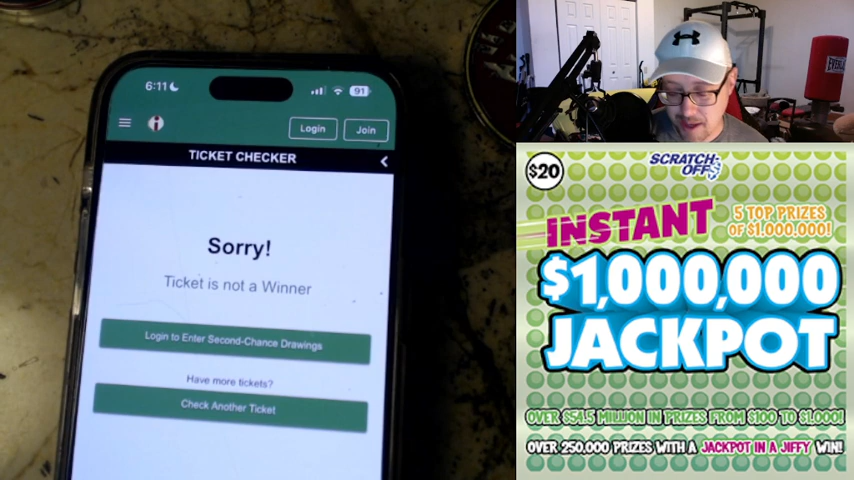 6:11
91
Login
Join
TICKET CHECKER
Sorry!
Ticket is not a Winner
Login to Enter Second-Chance Drawings
Have more tickets?
Check Another Ticket
EVERLAST
$20
SCRATCH-OFFS
INSTANT
5 TOP PRIZES
OF $1,000,000!
$1,000,000
JACKPOT
OVER $54.5 MILLION IN PRIZES FROM $100 TO $1,000!
OVER 250,000 PRIZES WITH A JACKPOT IN A JIFFY WIN!